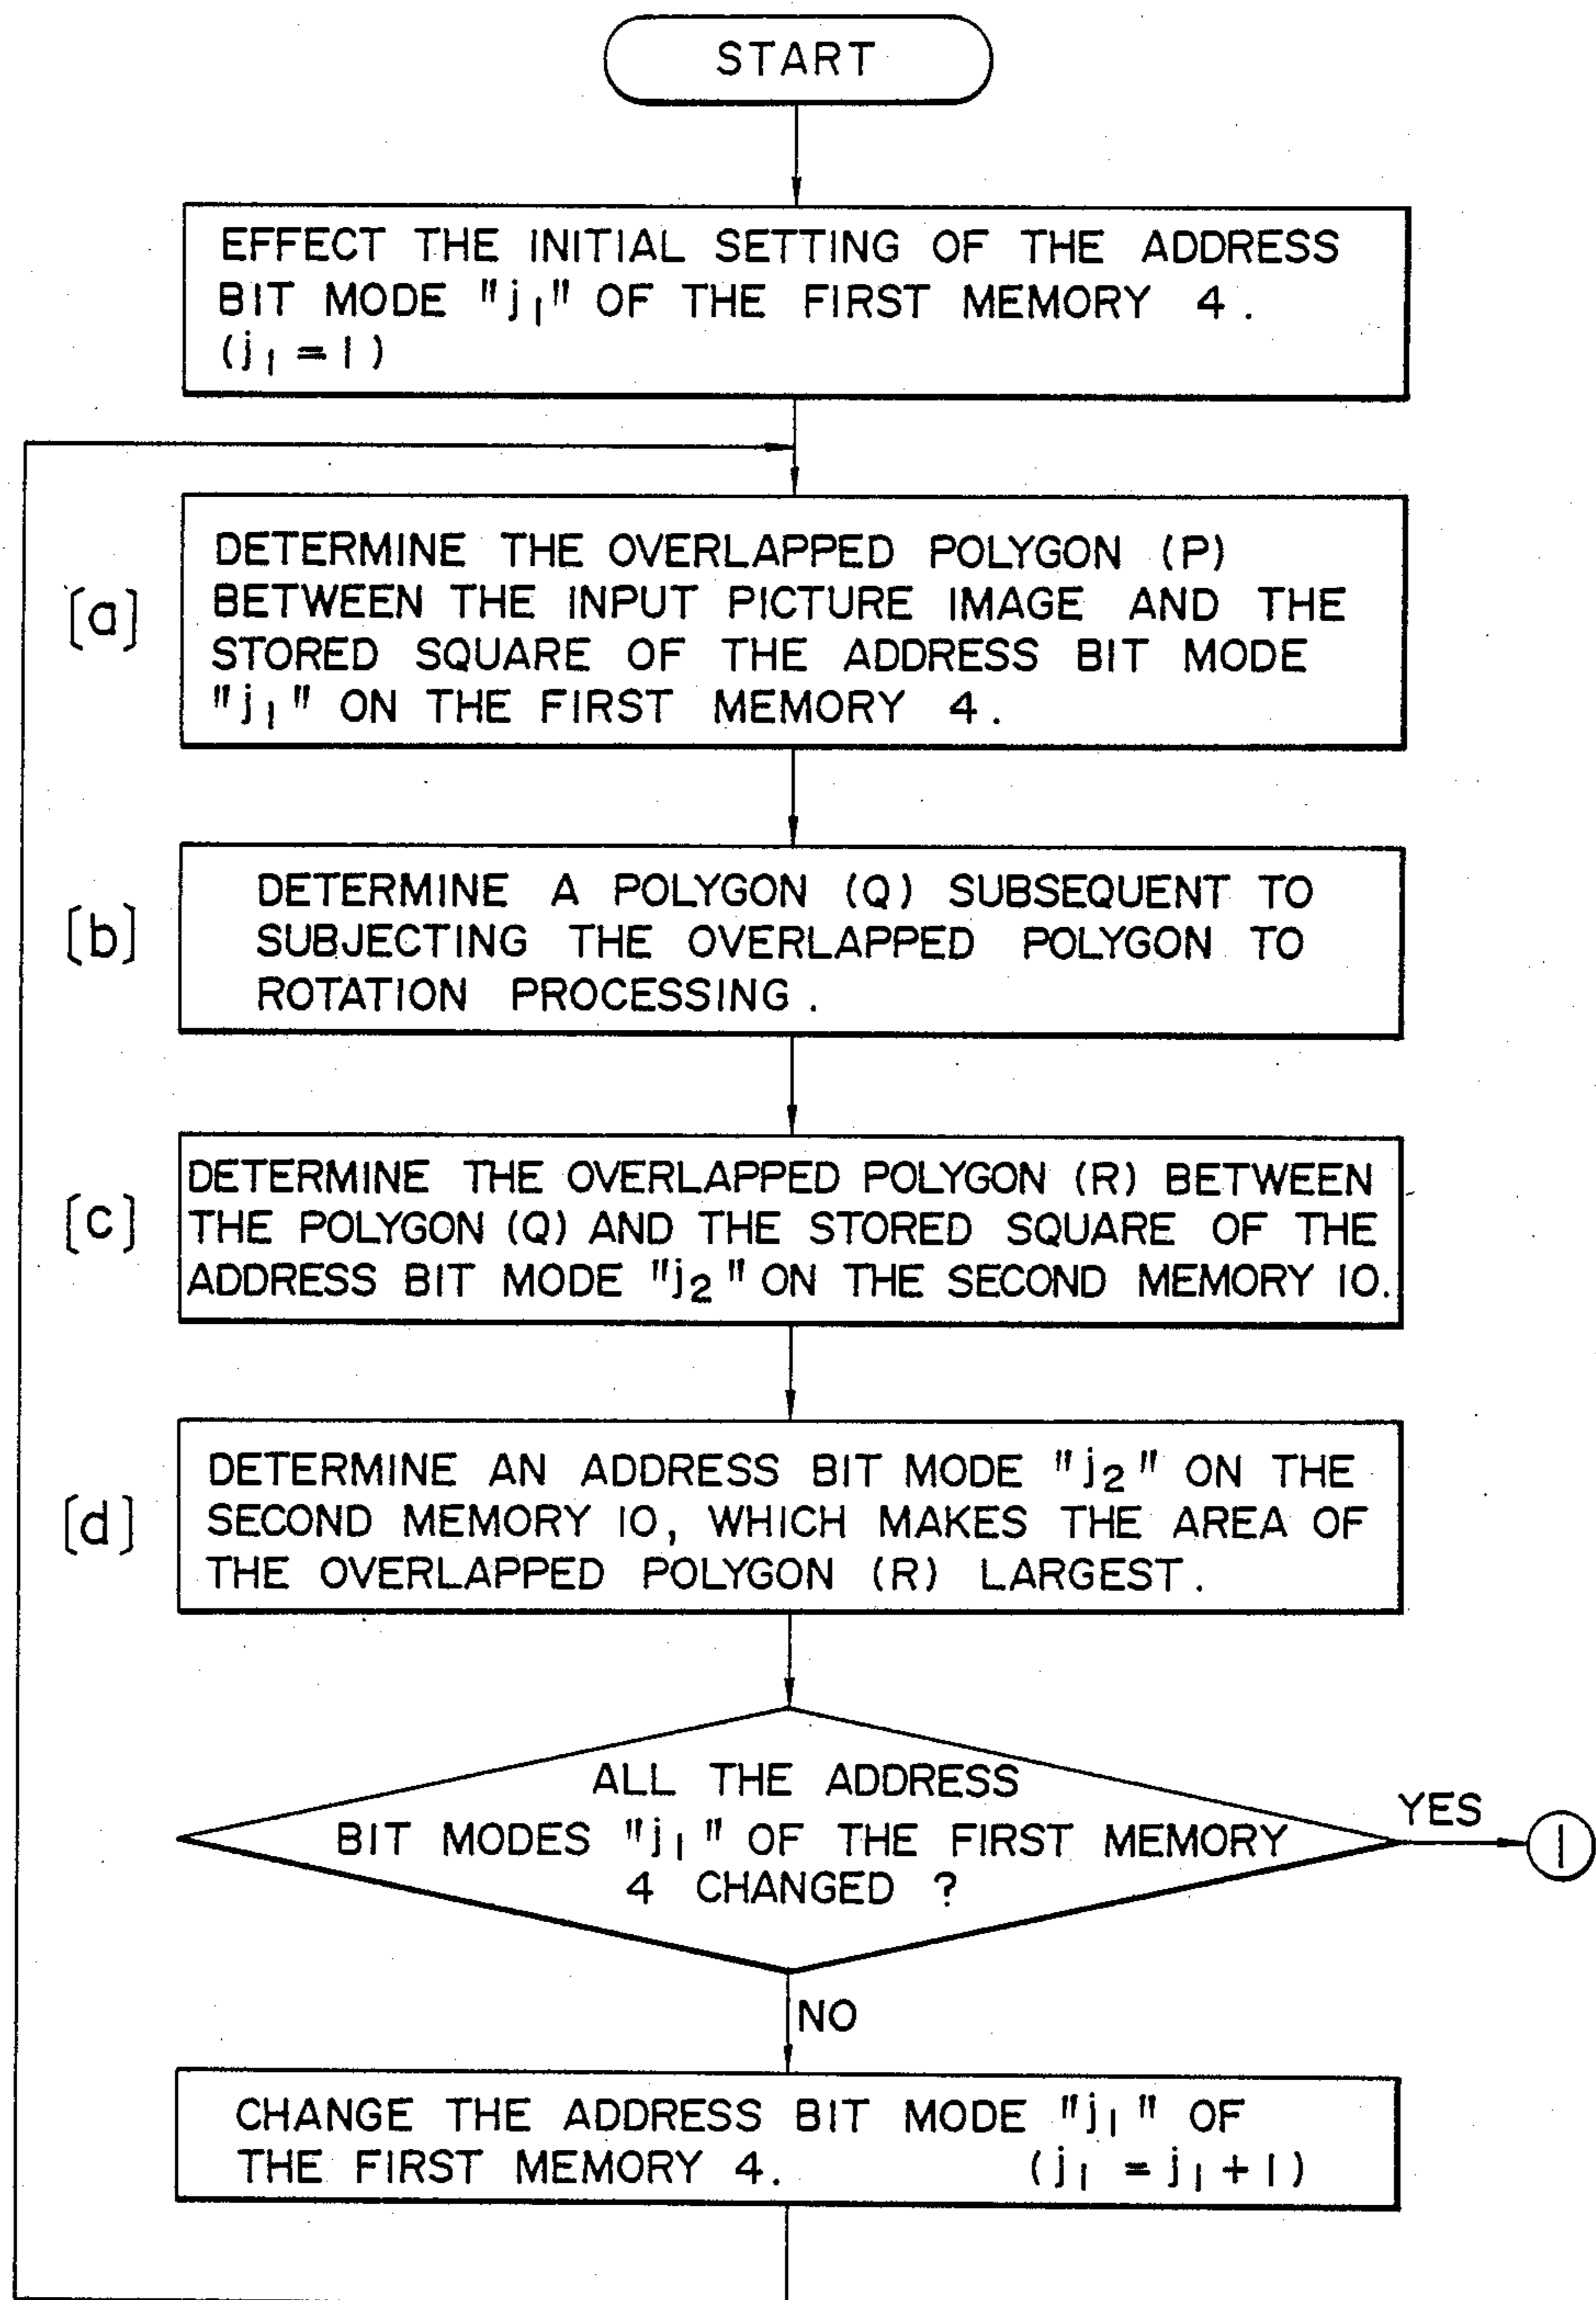 START
EFFECT THE INITIAL SETTING OF THE ADDRESS
BIT MODE "j₁" OF THE FIRST MEMORY 4.
(j₁ = 1)
[a]
DETERMINE THE OVERLAPPED POLYGON (P)
BETWEEN THE INPUT PICTURE IMAGE AND THE
STORED SQUARE OF THE ADDRESS BIT MODE
"j₁" ON THE FIRST MEMORY 4.
[b]
DETERMINE A POLYGON (Q) SUBSEQUENT TO
SUBJECTING THE OVERLAPPED POLYGON TO
ROTATION PROCESSING.
[c]
DETERMINE THE OVERLAPPED POLYGON (R) BETWEEN
THE POLYGON (Q) AND THE STORED SQUARE OF THE
ADDRESS BIT MODE "j₂" ON THE SECOND MEMORY 10.
[d]
DETERMINE AN ADDRESS BIT MODE "j₂" ON THE
SECOND MEMORY 10, WHICH MAKES THE AREA OF
THE OVERLAPPED POLYGON (R) LARGEST.
ALL THE ADDRESS
BIT MODES "j₁" OF THE FIRST MEMORY
4 CHANGED ?
YES
1
NO
CHANGE THE ADDRESS BIT MODE "j₁" OF
THE FIRST MEMORY 4. (j₁ = j₁ + 1)